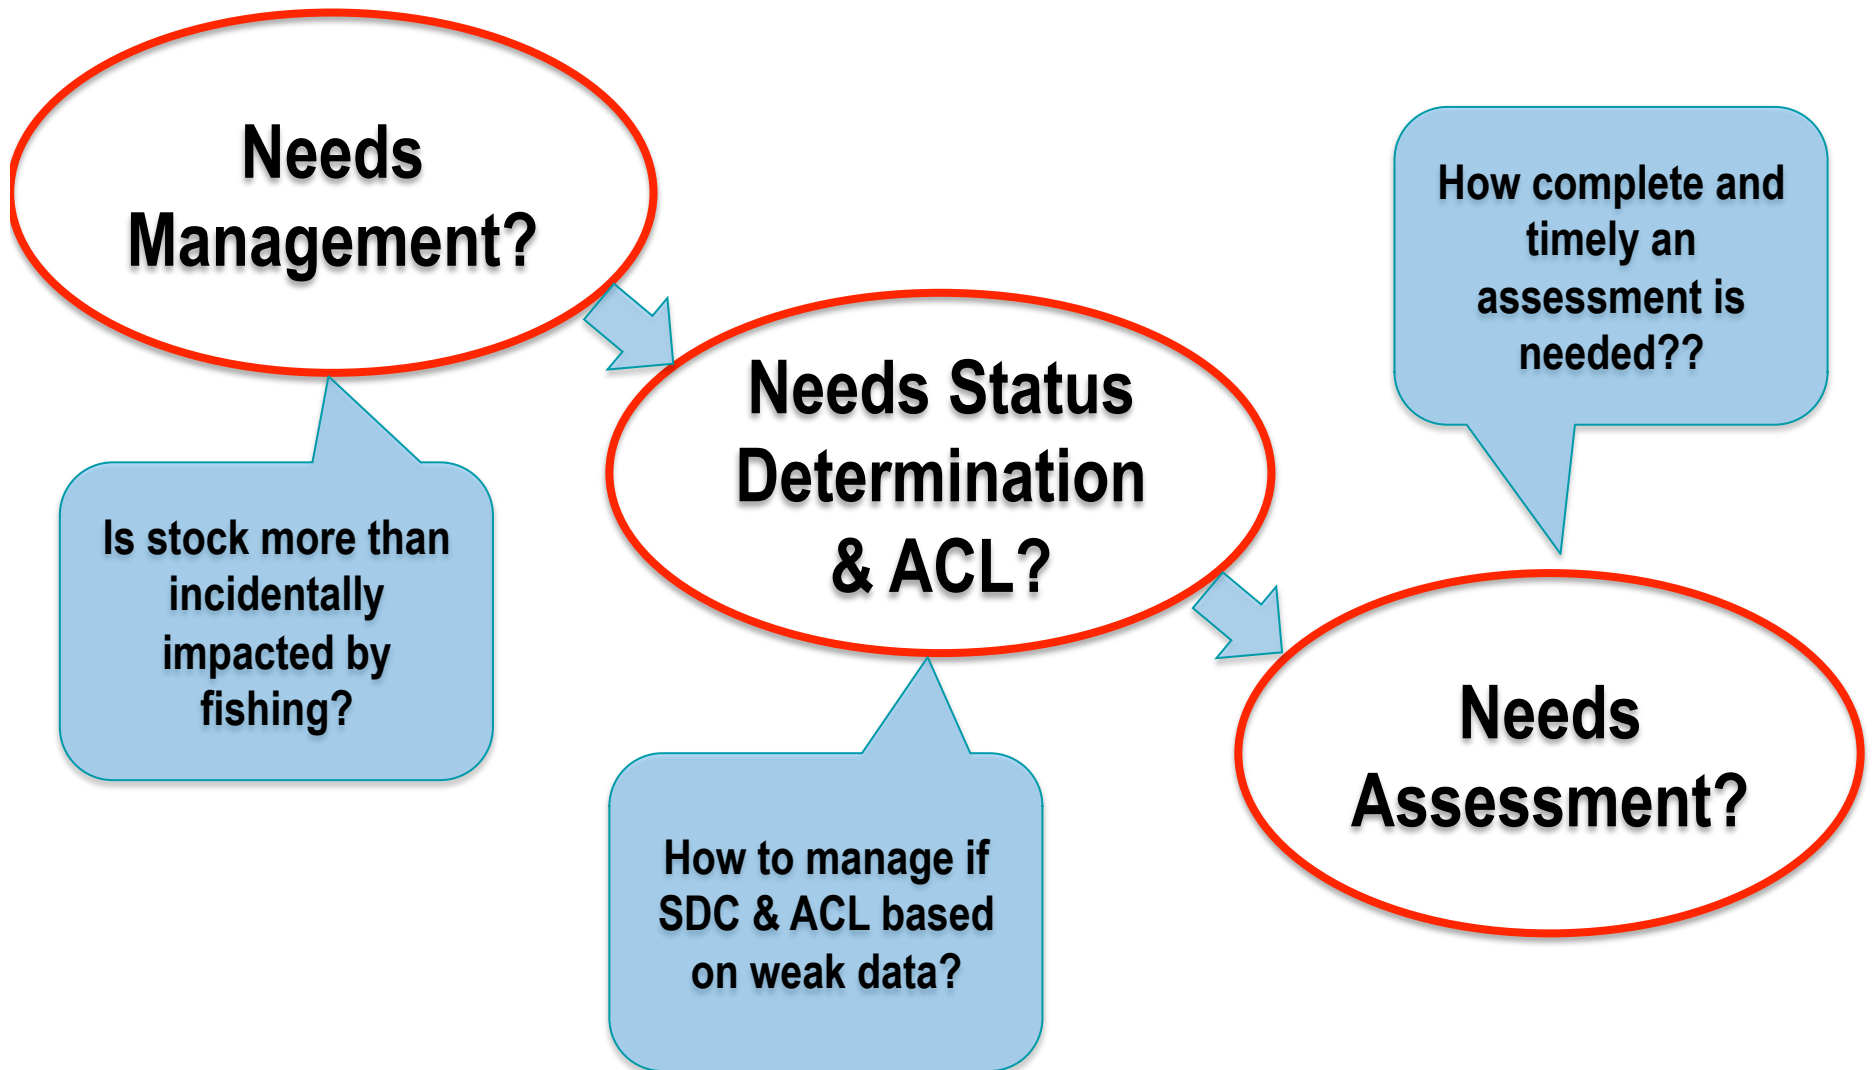 Needs
Management?
Is stock more than
incidentally
impacted by
fishing?
Needs Status
Determination
& ACL?
How to manage if
SDC & ACL based
on weak data?
How complete and
timely an
assessment is
needed??
Needs
Assessment?